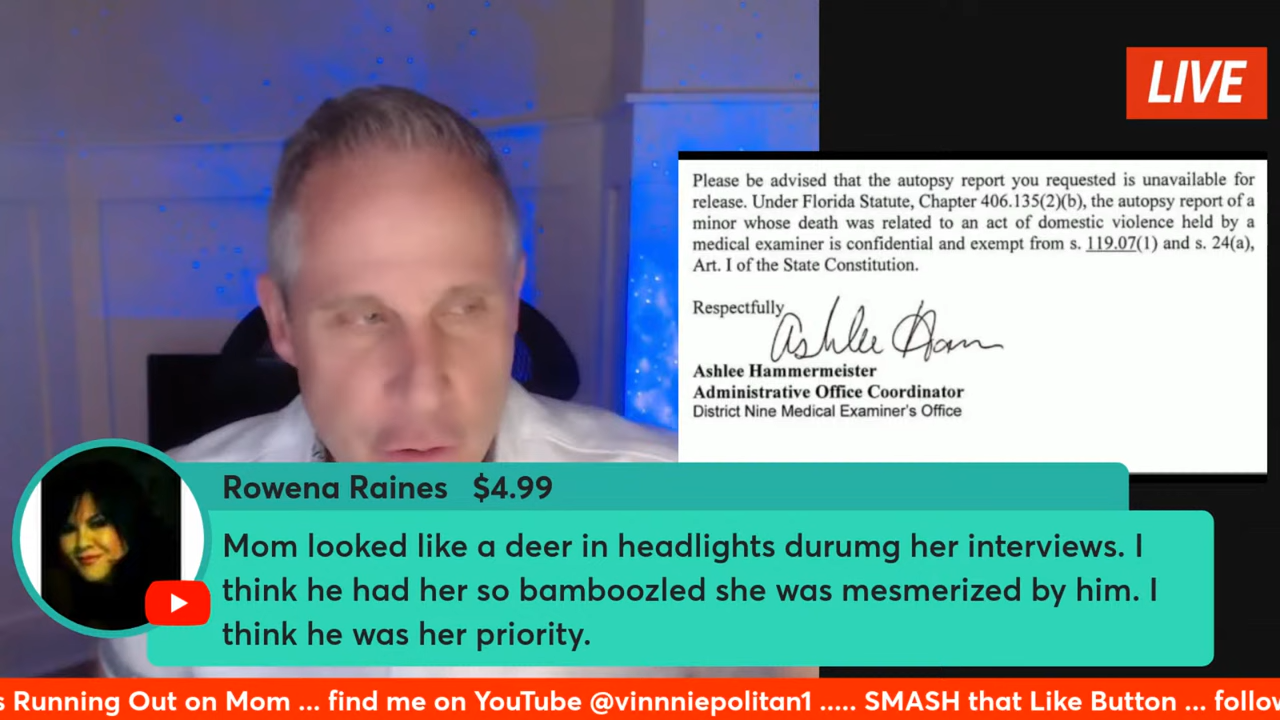 LIVE
Please be advised that the autopsy report you requested is unavailable for
release. Under Florida Statute, Chapter 406.135(2)(b), the autopsy report of a
minor whose death was related to an act of domestic violence held by a
medical examiner is confidential and exempt from s. 119.07(1) and s. 24(a),
Art. I of the State Constitution.
Respectfully
Ashlee Ham
Ashlee Hammermeister
Administrative Office Coordinator
District Nine Medical Examiner's Office
Rowena Raines $4.99
Mom looked like a deer in headlights durumg her interviews. I
think he had her so bamboozled she was mesmerized by him. I
think he was her priority.
s Running Out on Mom ... find me on YouTube @vinnniepolitan1 ..... SMASH that Like Button ... follow